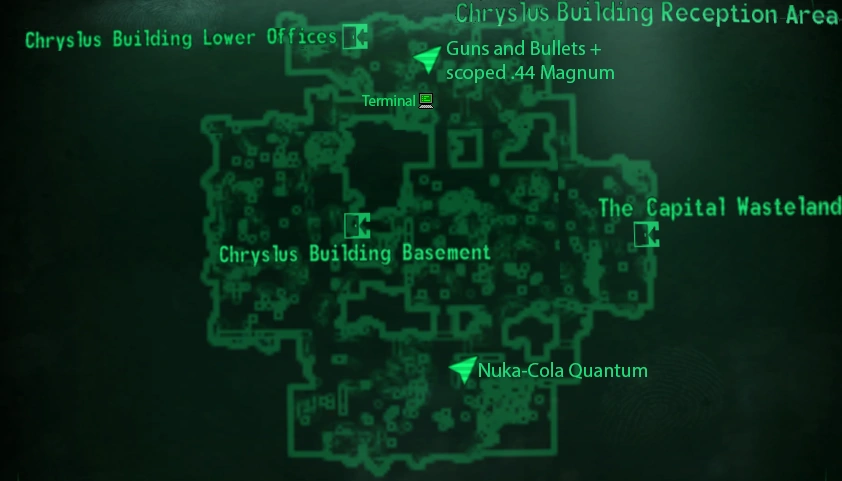 Chryslus Building Reception Area
Chryslus Building Lower Offices
Guns and Bullets +
scoped .44 Magnum
Terminal
The Capital Wasteland
Chryslus Building Basement
Nuka-Cola Quantum